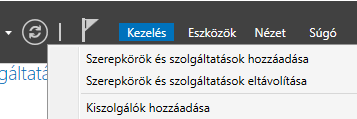 Kezelés Eszközök Nézet Súgó
Szerepkörök és szolgáltatások hozzáadása
Szerepkörök és szolgáltatások eltávolítása
Kiszolgálók hozzáadása